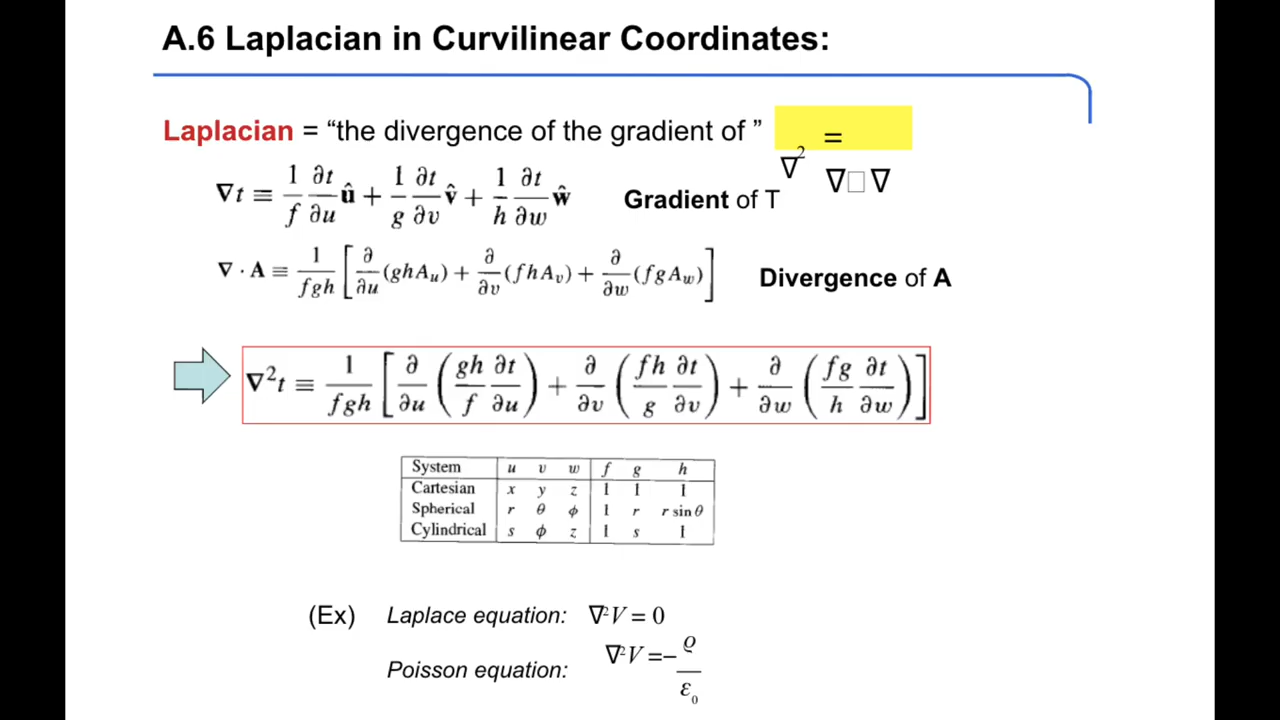 A.6 Laplacian in Curvilinear Coordinates:
Laplacian = “the divergence of the gradient of ” ∇² = ∇□∇
∇t ≡ 1/f ∂t/∂u û + 1/g ∂t/∂v v̂ + 1/h ∂t/∂w ŵ Gradient of T
∇ · A ≡ 1/fgh [∂/∂u (ghA_u) + ∂/∂v (fhA_v) + ∂/∂w (fgA_w)] Divergence of A
∇²t ≡ 1/fgh [∂/∂u (gh/f ∂t/∂u) + ∂/∂v (fh/g ∂t/∂v) + ∂/∂w (fg/h ∂t/∂w)]
System u v w f g h
Cartesian x y z 1 1 1
Spherical r θ ϕ 1 r r sin θ
Cylindrical s ϕ z 1 s 1
(Ex) Laplace equation: ∇²V = 0
Poisson equation: ∇²V = − ϱ/ε₀